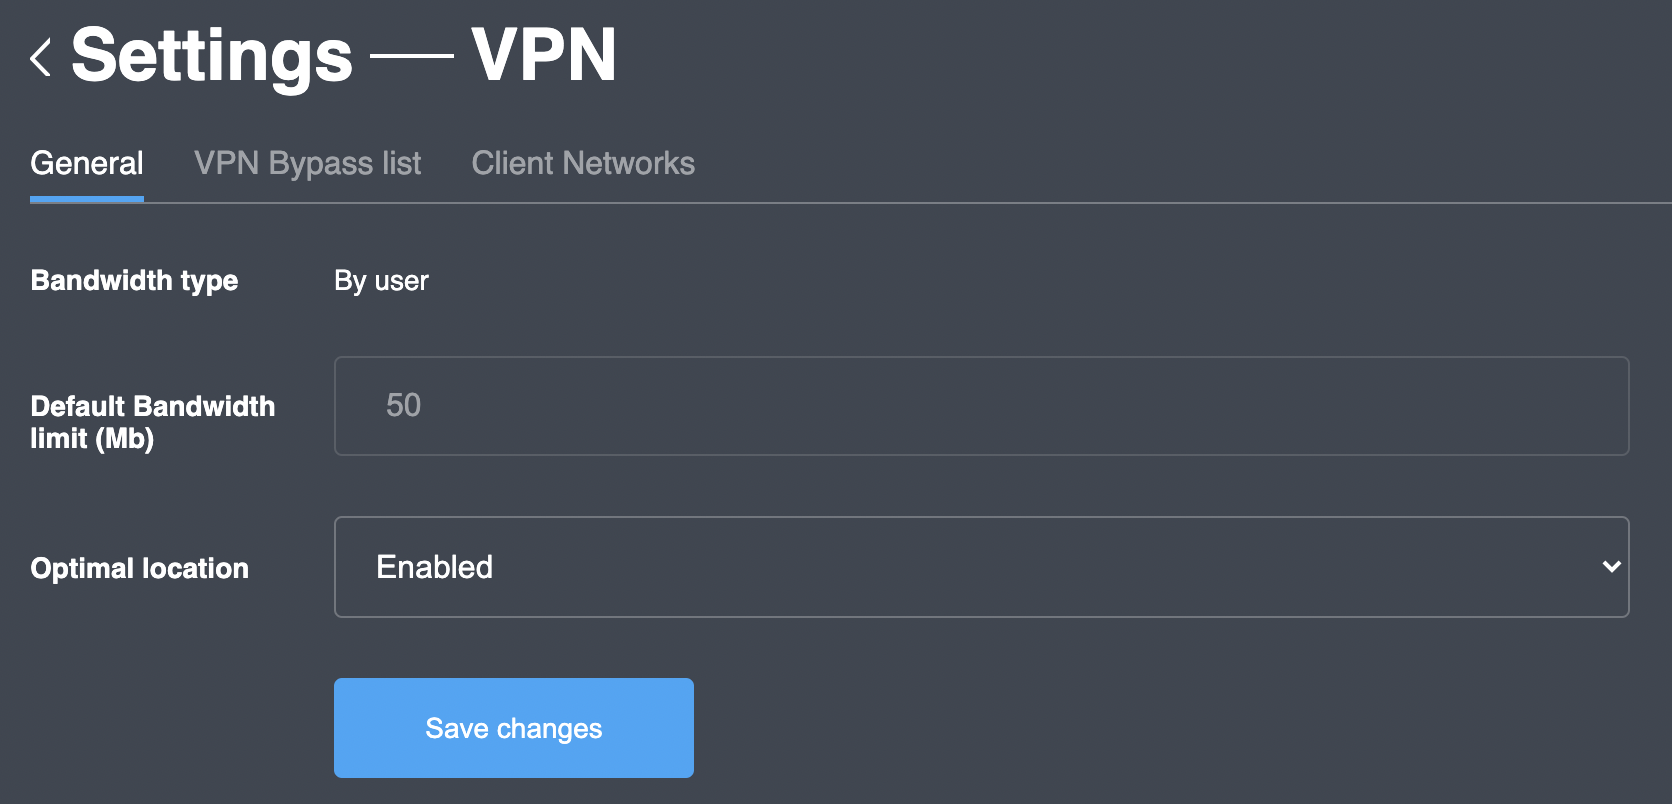 Settings — VPN
General VPN Bypass list Client Networks
Bandwidth type By user
Default Bandwidth
limit (Mb)
50
Optimal location Enabled
Save changes